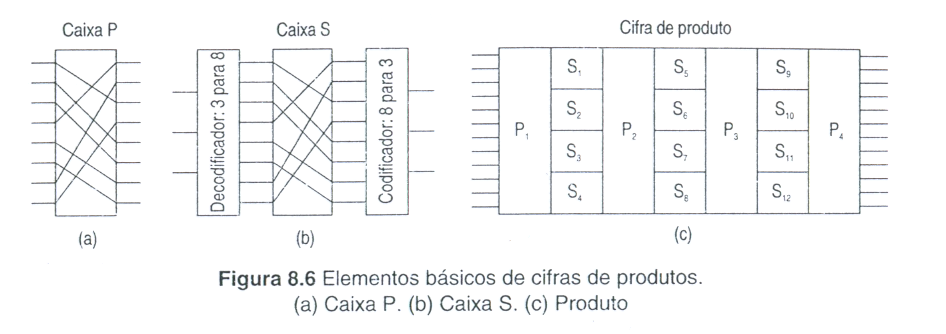 Caixa P
Caixa S
Cifra de produto
Decodificador: 3 para 8
Codificador: 8 para 3
P₁
S₁
S₂
S₃
S₄
P₂
S₅
S₆
S₇
S₈
P₃
S₉
S₁₀
S₁₁
S₁₂
P₄
(a)
(b)
(c)
Figura 8.6 Elementos básicos de cifras de produtos.
(a) Caixa P. (b) Caixa S. (c) Produto